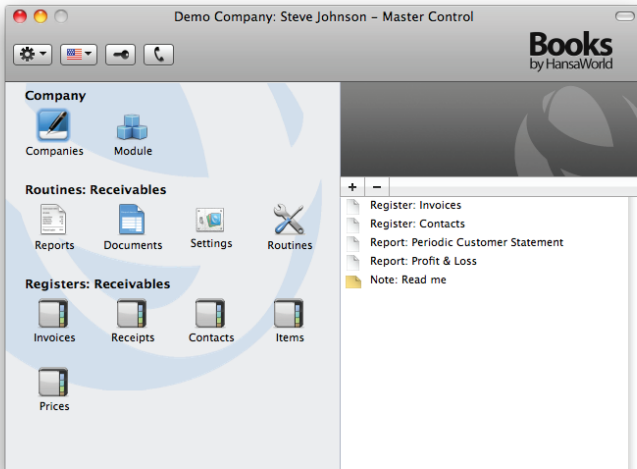 Demo Company: Steve Johnson – Master Control
Books
by HansaWorld
Company
Companies Module
Routines: Receivables
Reports Documents Settings Routines
Registers: Receivables
Invoices Receipts Contacts Items
Prices
+ −
Register: Invoices
Register: Contacts
Report: Periodic Customer Statement
Report: Profit & Loss
Note: Read me